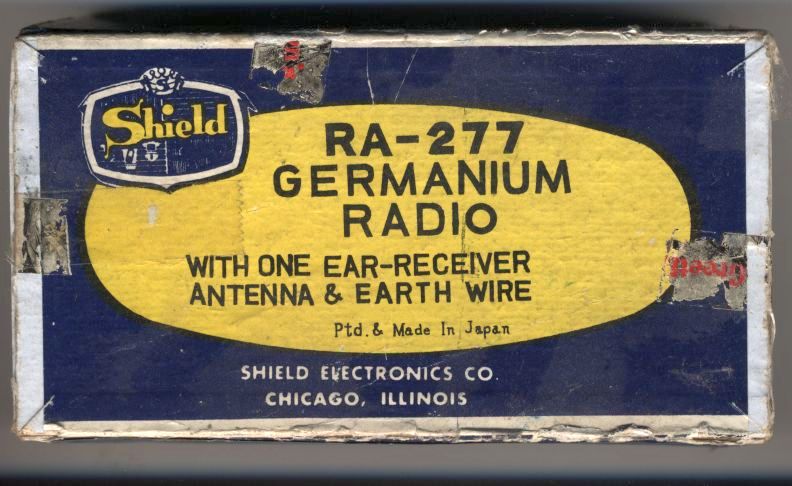 Shield
RA-277
GERMANIUM
RADIO
WITH ONE EAR-RECEIVER
ANTENNA & EARTH WIRE
Ptd. & Made In Japan
SHIELD ELECTRONICS CO.
CHICAGO, ILLINOIS